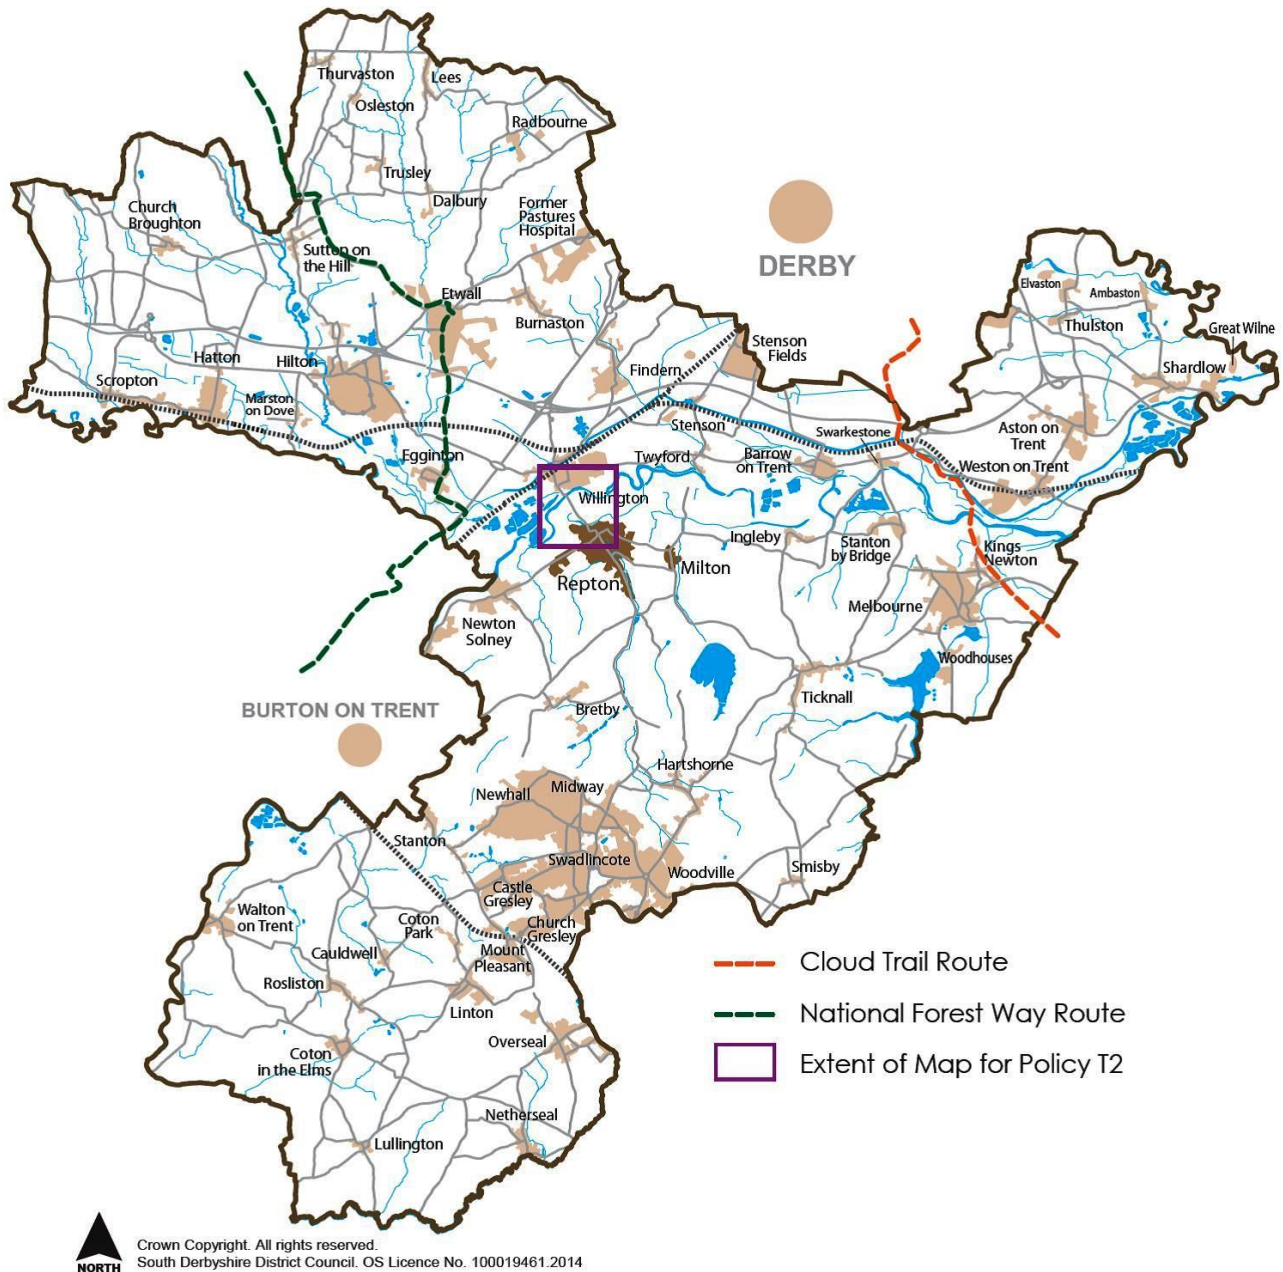 Thurvaston
Lees
Osleston
Radbourne
Trusley
Dalbury
Former
Pastures
Hospital
Church
Broughton
DERBY
Sutton on
the Hill
Etwall
Burnaston
Elvaston
Ambaston
Thulston
Great Wilne
Stenson
Fields
Hatton
Hilton
Findern
Shardlow
Scropton
Marston
on Dove
Stenson
Swarkestone
Aston on
Trent
Egginton
Twyford
Barrow
on Trent
Weston on Trent
Willington
Ingleby
Stanton
by Bridge
Kings
Newton
Repton
Milton
Melbourne
Newton
Solney
Woodhouses
Ticknall
BURTON ON TRENT
Bretby
Hartshorne
Newhall
Midway
Stanton
Swadlincote
Woodville
Smisby
Castle
Gresley
Walton
on Trent
Coton
Park
Church
Gresley
Cauldwell
Mount
Pleasant
Rosliston
Linton
Overseal
Coton
in the Elms
Netherseal
Lullington
Cloud Trail Route
National Forest Way Route
Extent of Map for Policy T2
NORTH
Crown Copyright. All rights reserved.
South Derbyshire District Council. OS Licence No. 100019461.2014